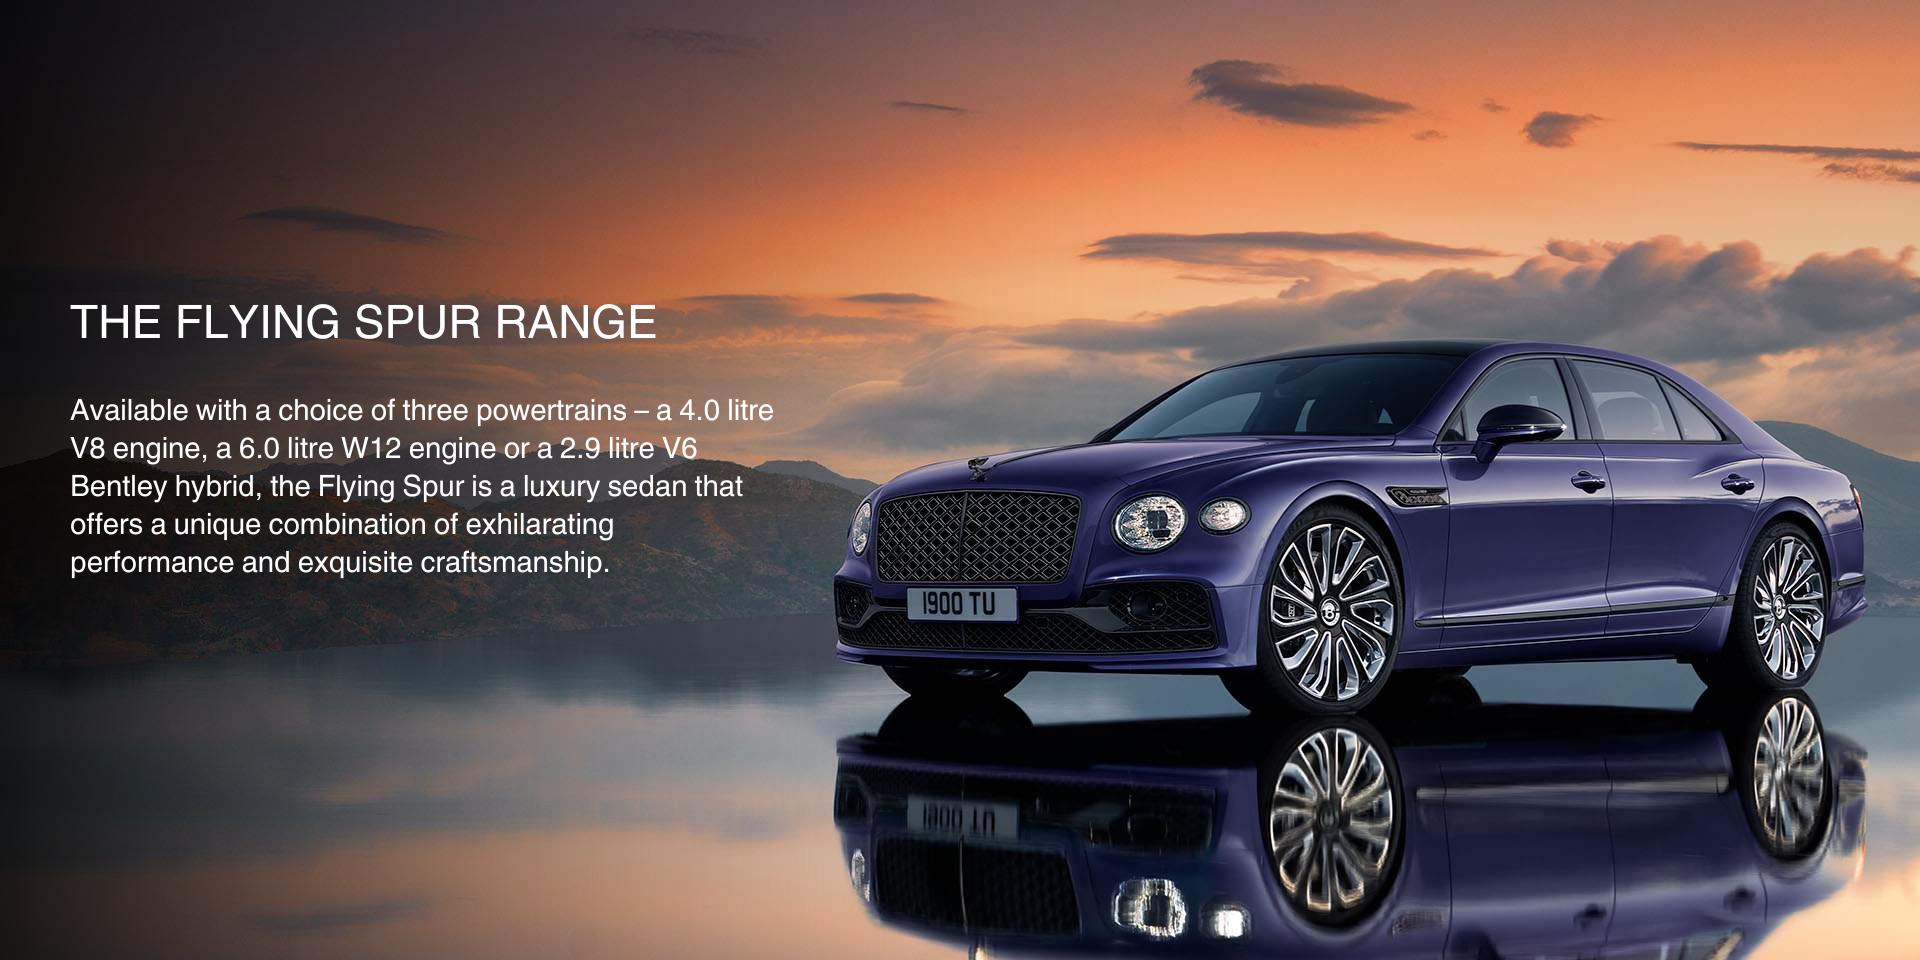 THE FLYING SPUR RANGE
Available with a choice of three powertrains – a 4.0 litre
V8 engine, a 6.0 litre W12 engine or a 2.9 litre V6
Bentley hybrid, the Flying Spur is a luxury sedan that
offers a unique combination of exhilarating
performance and exquisite craftsmanship.
1900 TU
B